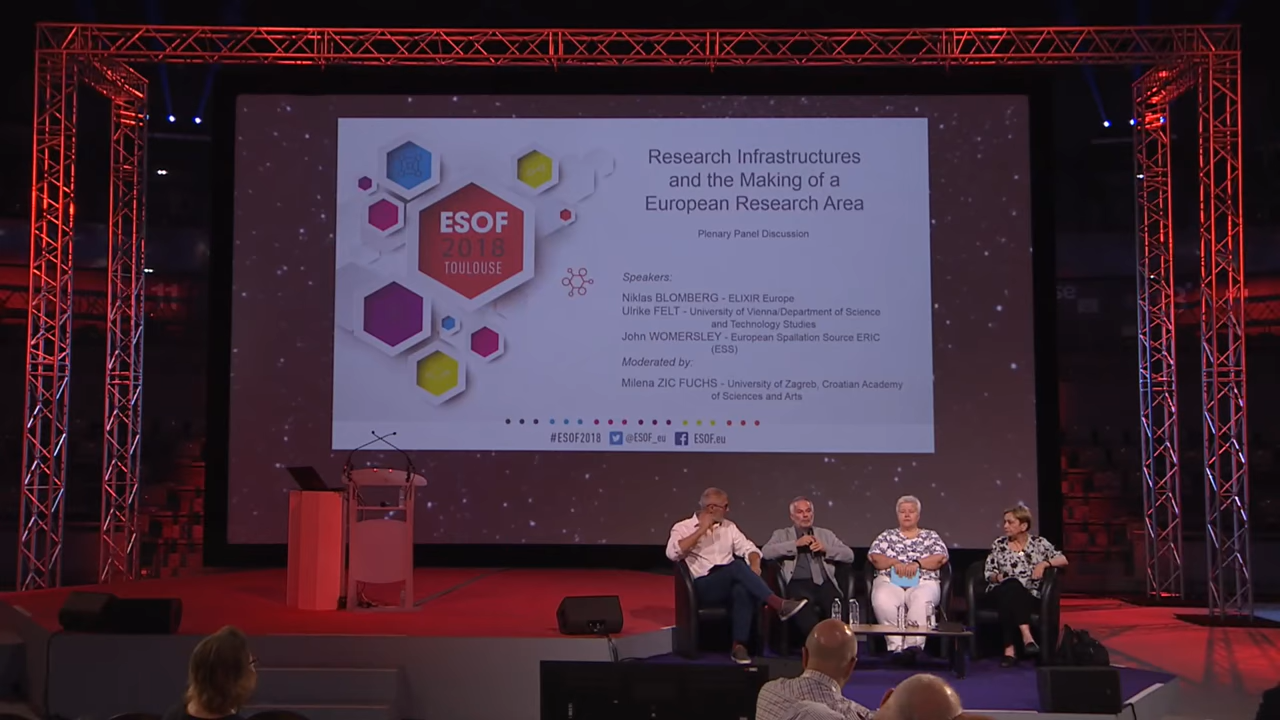 ESOF
2018
TOULOUSE
Research Infrastructures
and the Making of a
European Research Area
Plenary Panel Discussion
Speakers:
Niklas BLOMBERG - ELIXIR Europe
Ulrike FELT - University of Vienna/Department of Science
and Technology Studies
John WOMERSLEY - European Spallation Source ERIC
(ESS)
Moderated by:
Milena ZIC FUCHS - University of Zagreb, Croatian Academy
of Sciences and Arts
#ESOF2018 @ESOF_eu ESOF.eu